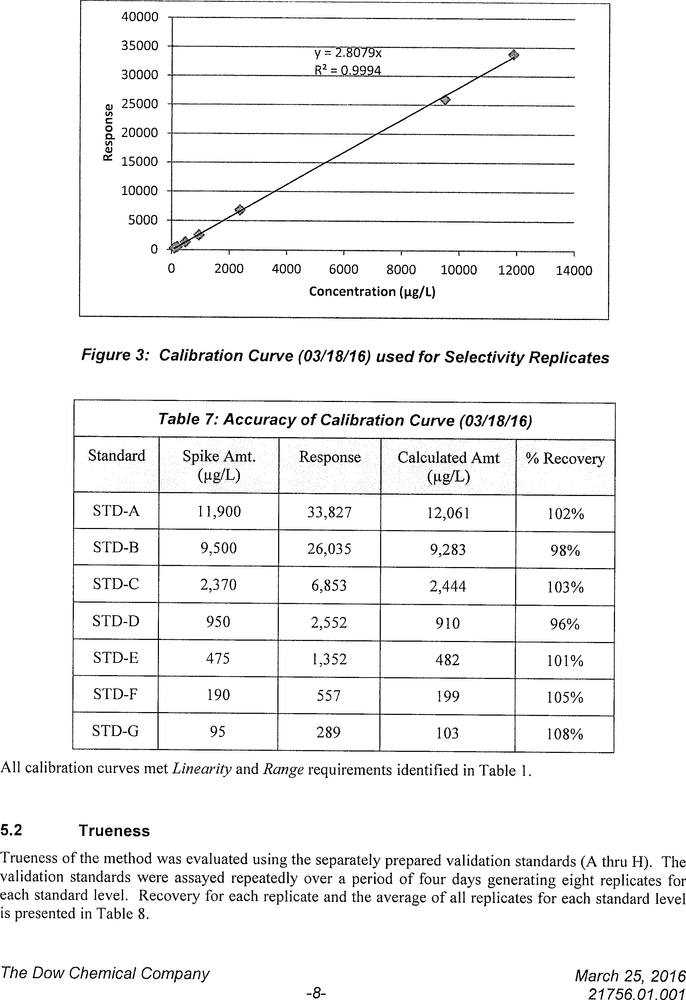 40000
35000
30000
25000
20000
15000
10000
5000
0
Response
y = 2.8079x
R² = 0.9994
0 2000 4000 6000 8000 10000 12000 14000
Concentration (µg/L)
Figure 3: Calibration Curve (03/18/16) used for Selectivity Replicates
Table 7: Accuracy of Calibration Curve (03/18/16)
Standard Spike Amt. Response Calculated Amt % Recovery
(µg/L) (µg/L)
STD-A 11,900 33,827 12,061 102%
STD-B 9,500 26,035 9,283 98%
STD-C 2,370 6,853 2,444 103%
STD-D 950 2,552 910 96%
STD-E 475 1,352 482 101%
STD-F 190 557 199 105%
STD-G 95 289 103 108%
All calibration curves met Linearity and Range requirements identified in Table 1.
5.2 Trueness
Trueness of the method was evaluated using the separately prepared validation standards (A thru H). The
validation standards were assayed repeatedly over a period of four days generating eight replicates for
each standard level. Recovery for each replicate and the average of all replicates for each standard level
is presented in Table 8.
The Dow Chemical Company March 25, 2016
-8- 21756.01.001